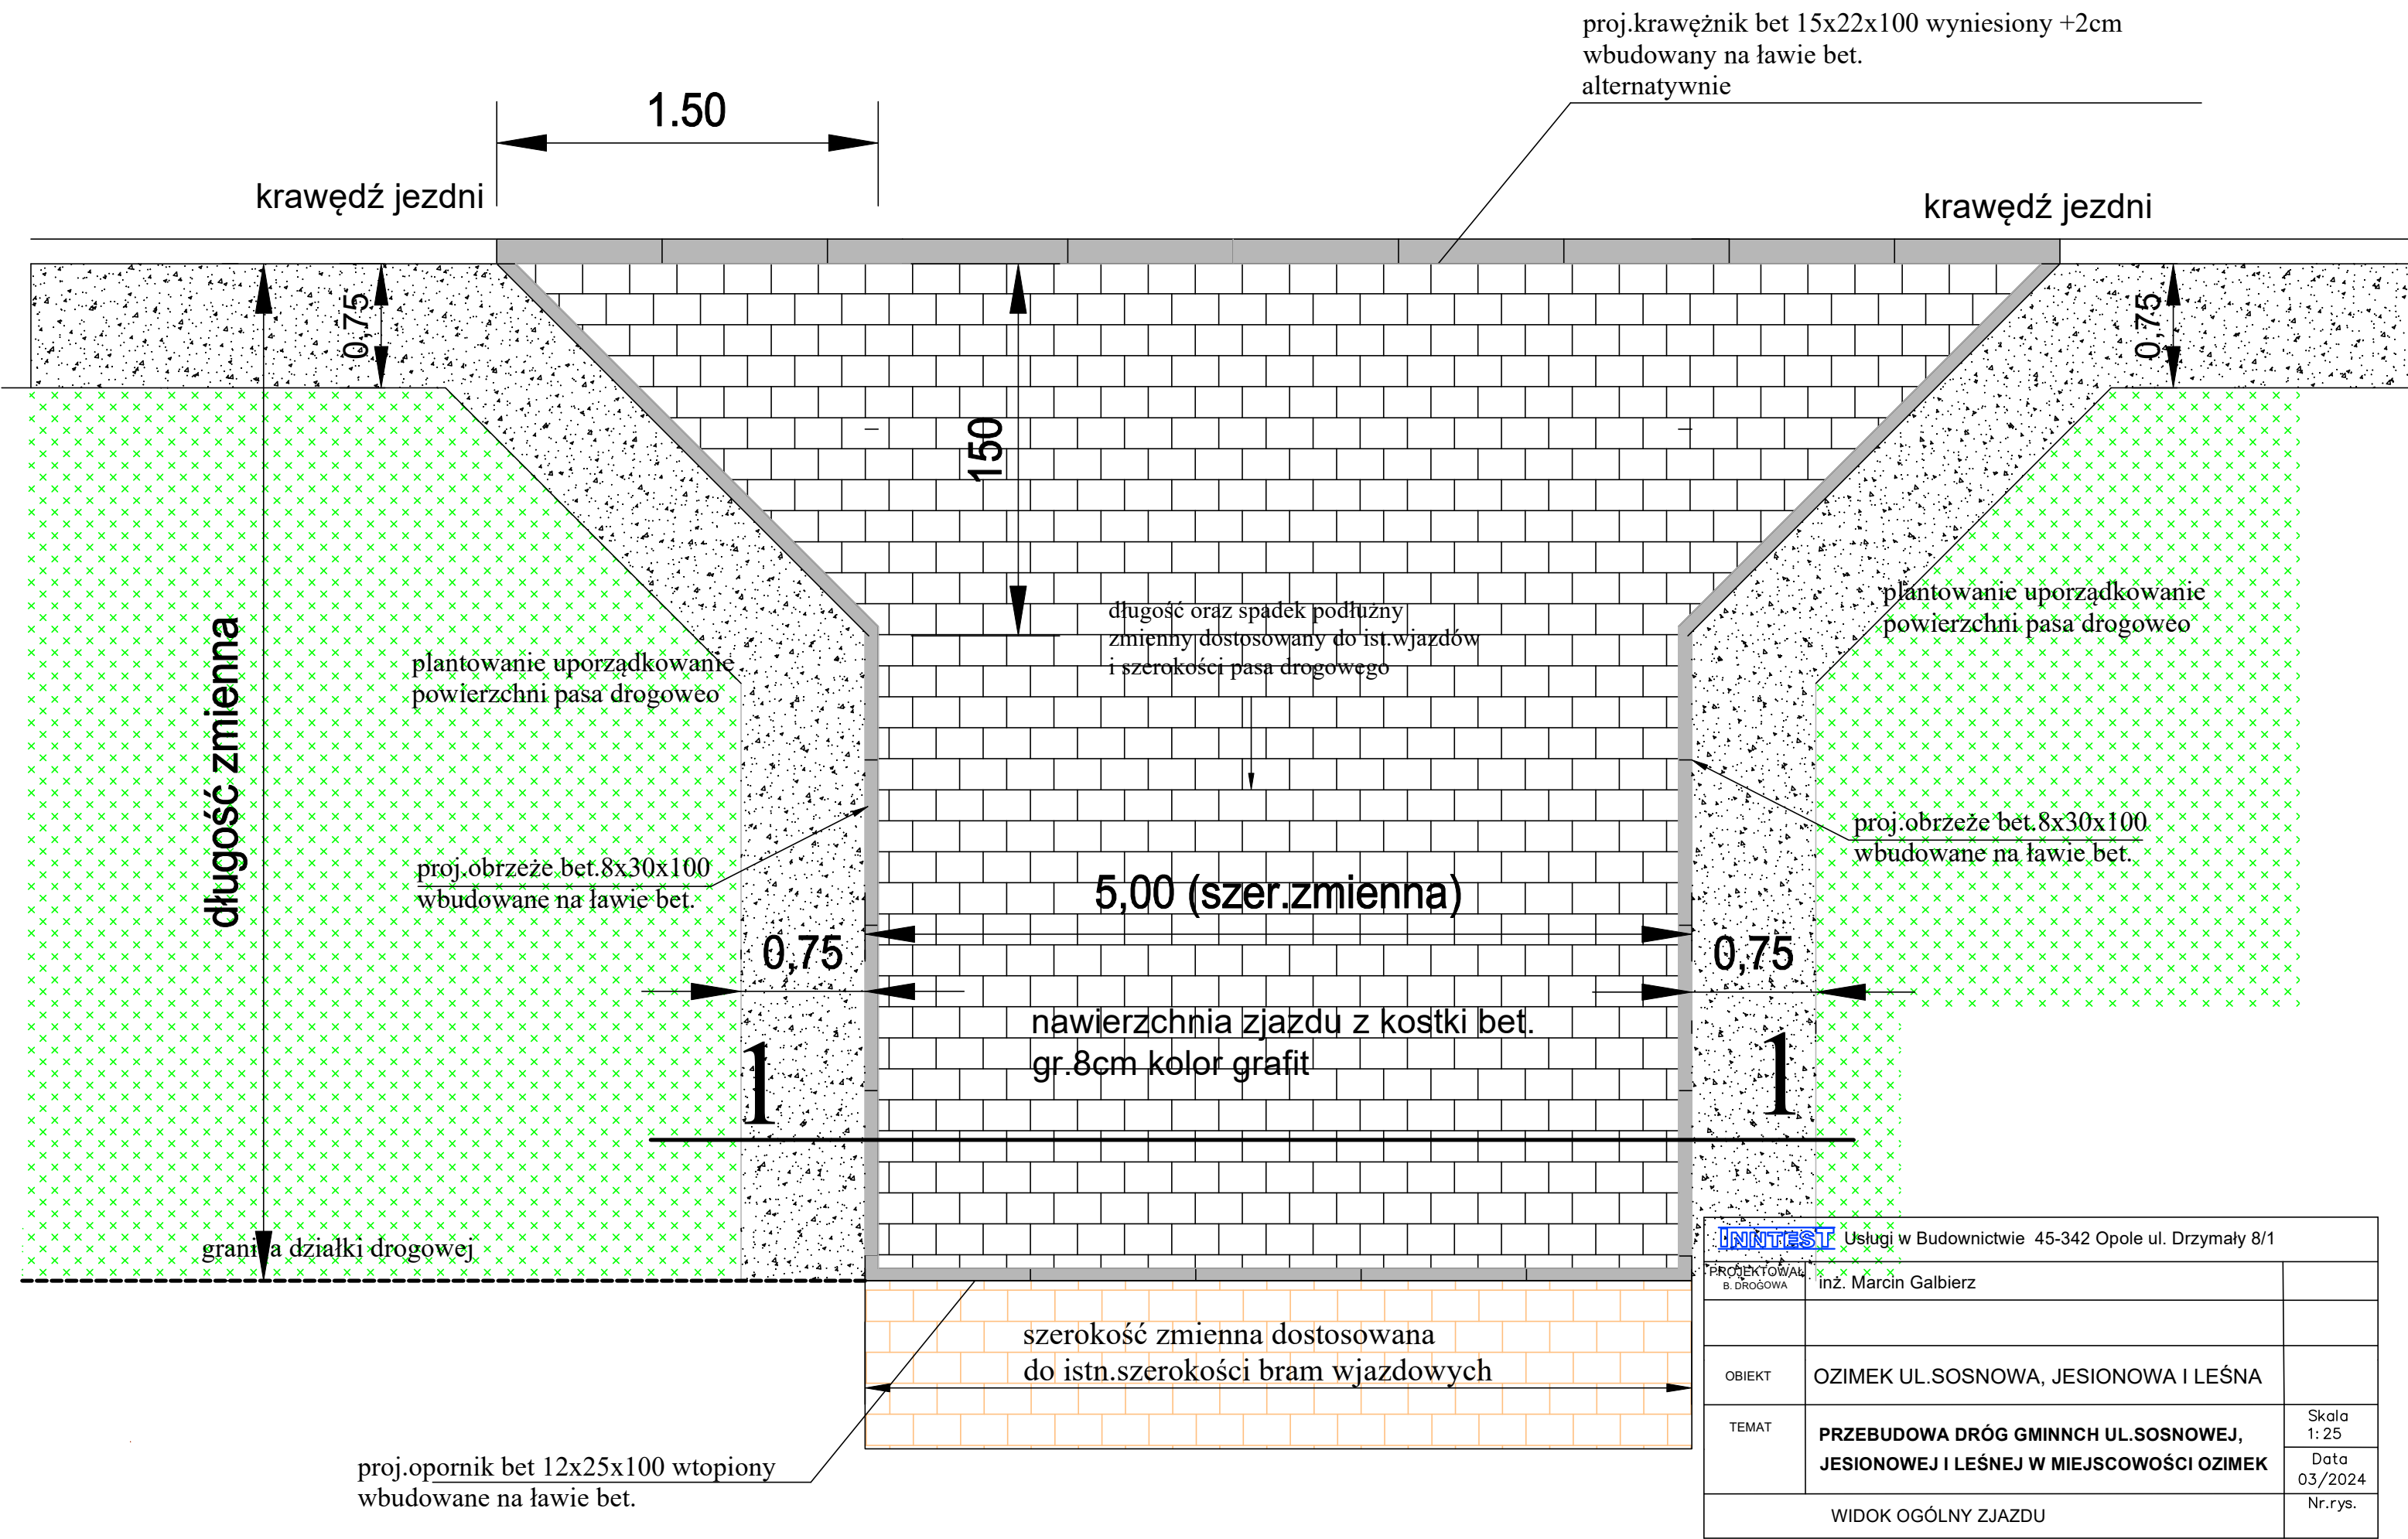 proj.krawężnik bet 15x22x100 wyniesiony +2cm
wbudowany na ławie bet.
alternatywnie
1.50
krawędź jezdni
krawędź jezdni
0,75
0,75
150
długość zmienna
długość oraz spadek podłużny
zmienny dostosowany do ist.wjazdów
i szerokości pasa drogowego
plantowanie uporządkowanie
powierzchni pasa drogoweo
plantowanie uporządkowanie
powierzchni pasa drogoweo
proj.obrzeże bet.8x30x100
wbudowane na ławie bet.
proj.obrzeże bet.8x30x100
wbudowane na ławie bet.
5,00 (szer.zmienna)
0,75
0,75
nawierzchnia zjazdu z kostki bet.
gr.8cm kolor grafit
1
1
granica działki drogowej
szerokość zmienna dostosowana
do istn.szerokości bram wjazdowych
proj.opornik bet 12x25x100 wtopiony
wbudowane na ławie bet.
INNTEST Usługi w Budownictwie 45-342 Opole ul. Drzymały 8/1
PROJEKTOWAŁ
B. DROGOWA
inż. Marcin Galbierz
OBIEKT
OZIMEK UL.SOSNOWA, JESIONOWA I LEŚNA
TEMAT
PRZEBUDOWA DRÓG GMINNCH UL.SOSNOWEJ,
JESIONOWEJ I LEŚNEJ W MIEJSCOWOŚCI OZIMEK
Skala
1:25
Data
03/2024
Nr.rys.
WIDOK OGÓLNY ZJAZDU